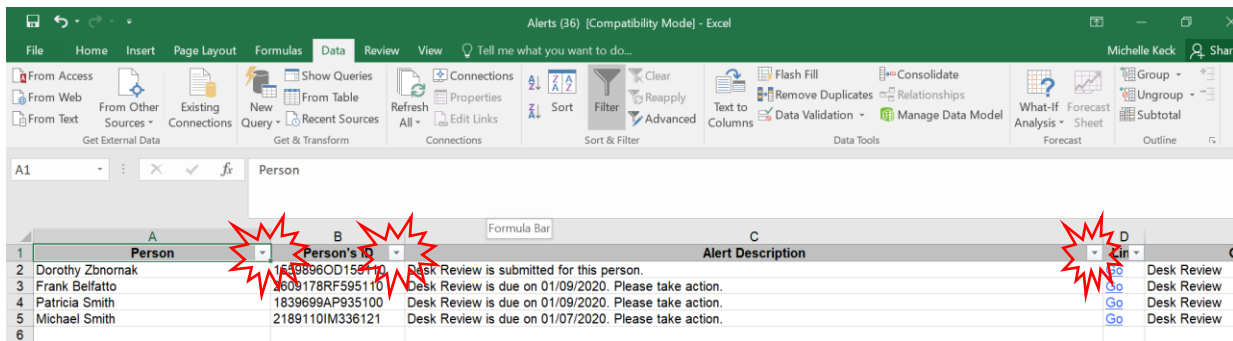 Alerts (36) [Compatibility Mode] - Excel
File Home Insert Page Layout Formulas Data Review View Tell me what you want to do... Michelle Keck Shar
From Access
From Web
From Text
From Other Sources
Existing Connections
Get External Data
New Query
Show Queries
From Table
Recent Sources
Get & Transform
Refresh All
Connections
Properties
Edit Links
Connections
Sort
Filter
Clear
Reapply
Advanced
Sort & Filter
Text to Columns
Flash Fill
Remove Duplicates
Data Validation
Consolidate
Relationships
Manage Data Model
Data Tools
What-If Analysis
Forecast Sheet
Forecast
Group
Ungroup
Subtotal
Outline
A1 fx Person
Formula Bar
A B C D
1 Person Person's ID Alert Description Lin
2 Dorothy Zbnornak Desk Review is submitted for this person. Go Desk Review
3 Frank Belfatto 2609178RF595110 Desk Review is due on 01/09/2020. Please take action. Go Desk Review
4 Patricia Smith 1839699AP935100 Desk Review is due on 01/09/2020. Please take action. Go Desk Review
5 Michael Smith 2189110IM336121 Desk Review is due on 01/07/2020. Please take action. Go Desk Review
6